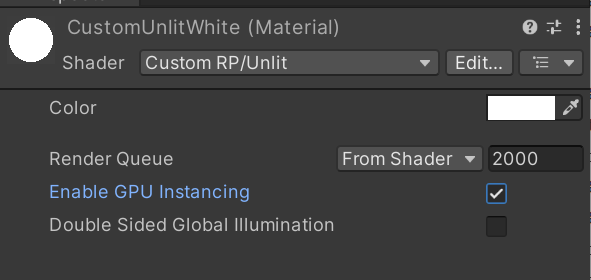 CustomUnlitWhite (Material)
Shader Custom RP/Unlit Edit...
Color
Render Queue From Shader 2000
Enable GPU Instancing
Double Sided Global Illumination